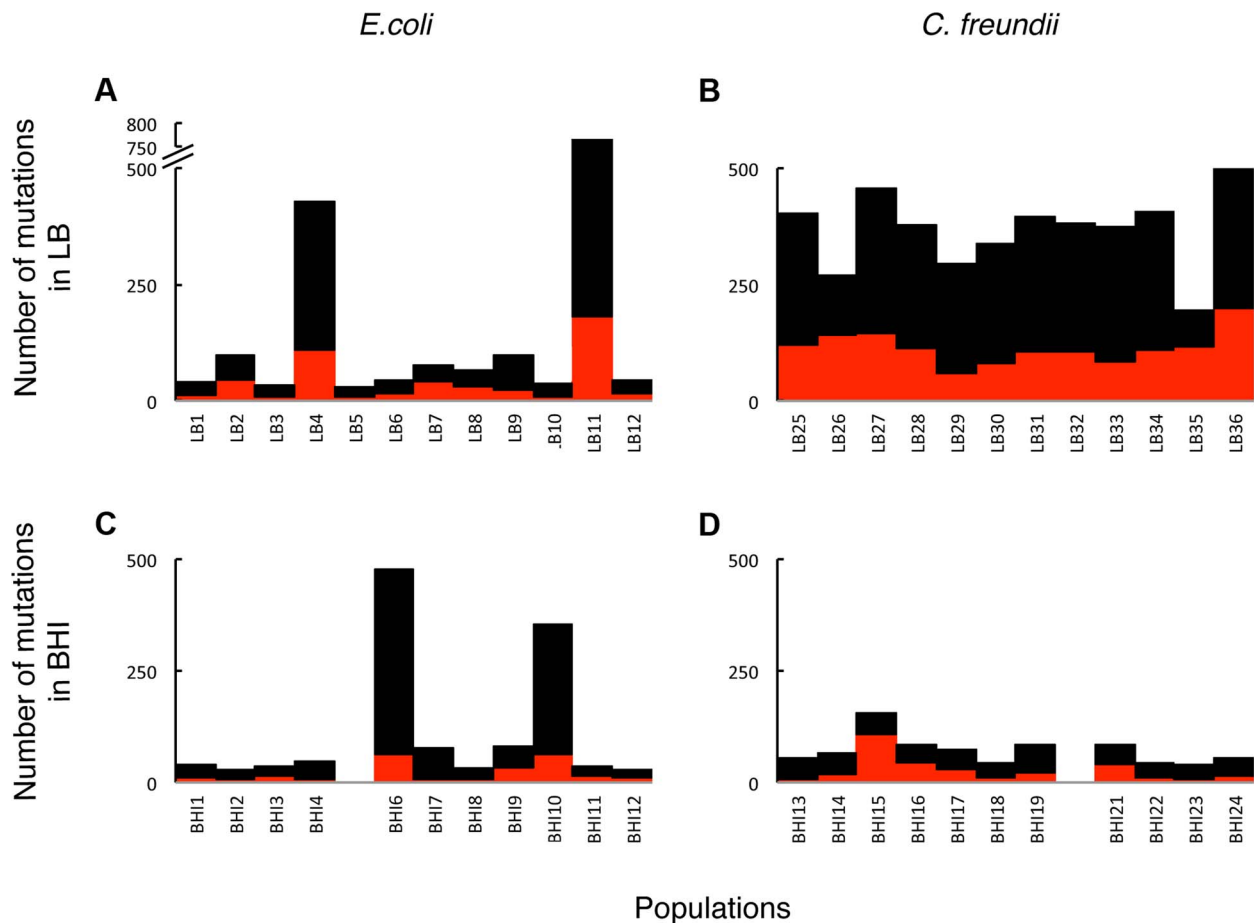 E.coli
C. freundii
A
B
Number of mutations
in LB
800
750
500
250
0
LB1
LB2
LB3
LB4
LB5
LB6
LB7
LB8
LB9
.B10
LB11
LB12
500
250
0
LB25
LB26
LB27
LB28
LB29
LB30
LB31
LB32
LB33
LB34
LB35
LB36
C
D
Number of mutations
in BHI
500
250
0
BHI1
BHI2
BHI3
BHI4
BHI6
BHI7
BHI8
BHI9
BHI10
BHI11
BHI12
500
250
0
BHI13
BHI14
BHI15
BHI16
BHI17
BHI18
BHI19
BHI21
BHI22
BHI23
BHI24
Populations